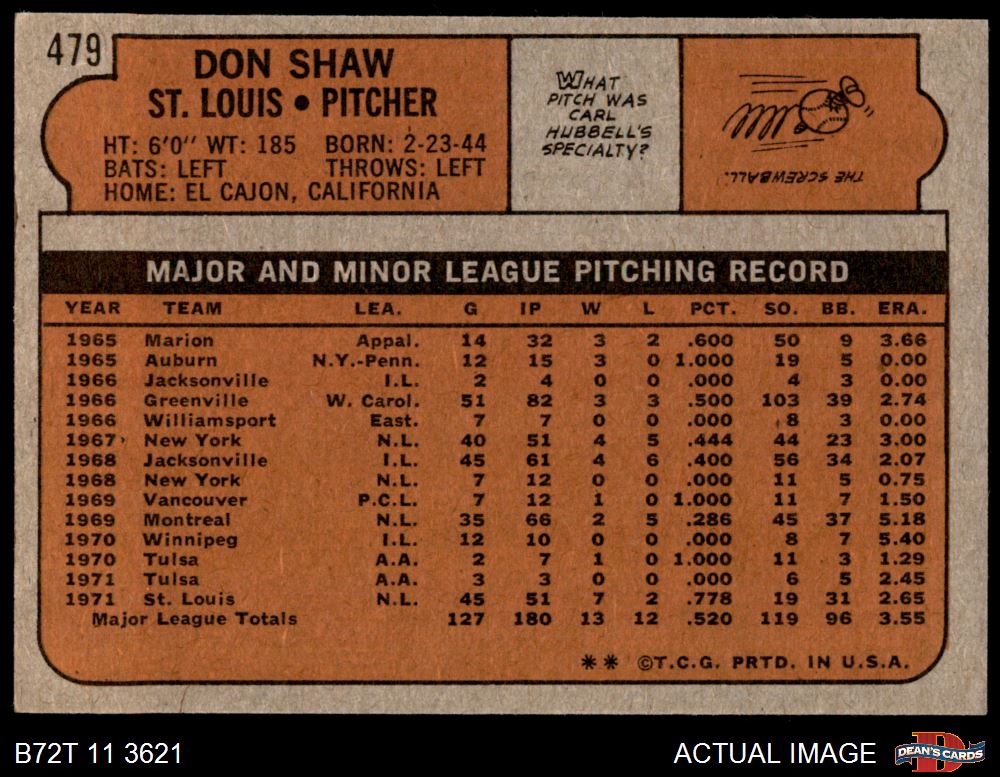 479
DON SHAW
ST. LOUIS • PITCHER
HT: 6'0" WT: 185 BORN: 2-23-44
BATS: LEFT THROWS: LEFT
HOME: EL CAJON, CALIFORNIA
WHAT
PITCH WAS
CARL
HUBBELL'S
SPECIALTY?
THE SCREWBALL.
MAJOR AND MINOR LEAGUE PITCHING RECORD
YEAR TEAM LEA. G IP W L PCT. SO. BB. ERA.
1965 Marion Appal. 14 32 3 2 .600 50 9 3.66
1965 Auburn N.Y.-Penn. 12 15 3 0 1.000 19 5 0.00
1966 Jacksonville I.L. 2 4 0 0 .000 4 3 0.00
1966 Greenville W. Carol. 51 82 3 3 .500 103 39 2.74
1966 Williamsport East. 7 7 0 0 .000 8 3 0.00
1967 New York N.L. 40 51 4 5 .444 44 23 3.00
1968 Jacksonville I.L. 45 61 4 6 .400 56 34 2.07
1968 New York N.L. 7 12 0 0 .000 11 5 0.75
1969 Vancouver P.C.L. 7 12 1 0 1.000 11 7 1.50
1969 Montreal N.L. 35 66 2 5 .286 45 37 5.18
1970 Winnipeg I.L. 12 10 0 0 .000 8 7 5.40
1970 Tulsa A.A. 2 7 1 0 1.000 11 3 1.29
1971 Tulsa A.A. 3 3 0 0 .000 6 5 2.45
1971 St. Louis N.L. 45 51 7 2 .778 19 31 2.65
Major League Totals 127 180 13 12 .520 119 96 3.55
** ©T.C.G. PRTD. IN U.S.A.
B72T 11 3621 ACTUAL IMAGE
D
DEAN'S CARDS